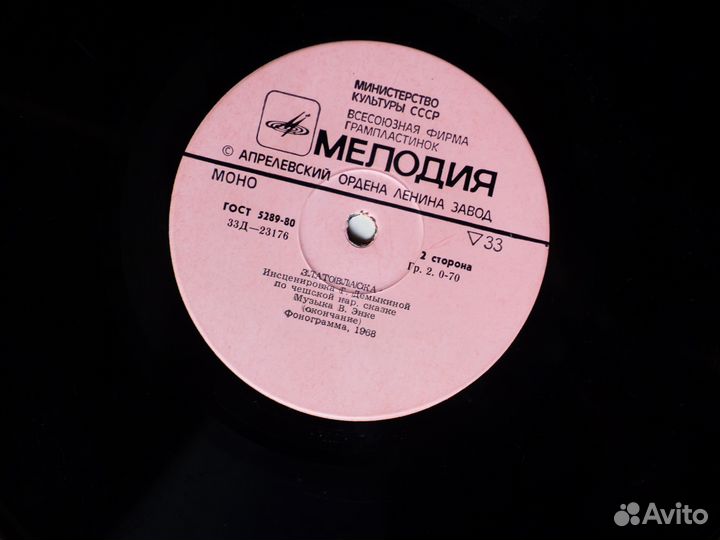 МИНИСТЕРСТВО
КУЛЬТУРЫ СССР
ВСЕСОЮЗНАЯ ФИРМА
ГРАМПЛАСТИНОК
МЕЛОДИЯ
© АПРЕЛЕВСКИЙ ОРДЕНА ЛЕНИНА ЗАВОД
МОНО
▽33
ГОСТ 5289-80
33Д—23176
2 сторона
Гр. 2. 0-70
ЗЛАТОВЛАСКА
Инсценировка Г. Демыкиной
по чешской нар. сказке
Музыка В. Энке
(окончание)
Фонограмма, 1968
Avito